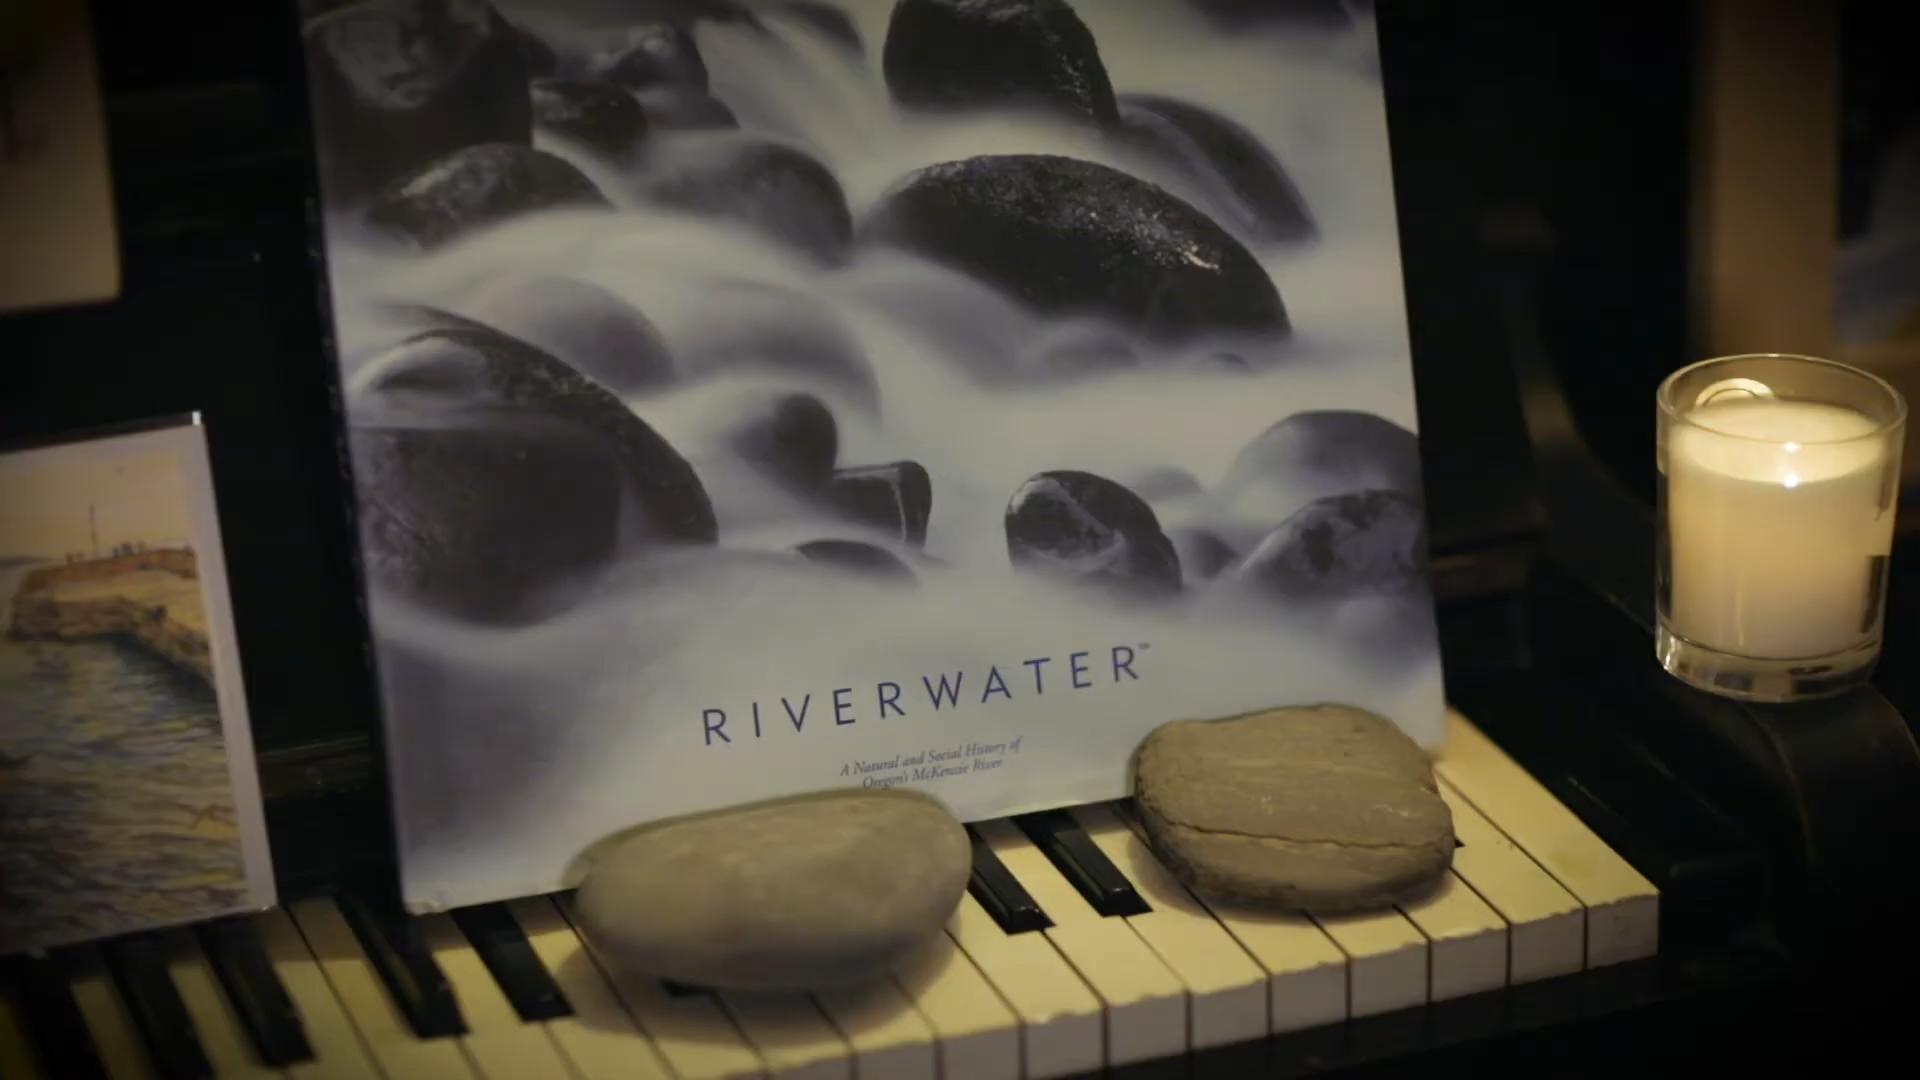 RIVERWATER™
A Natural and Social History of
Oregon's McKenzie River